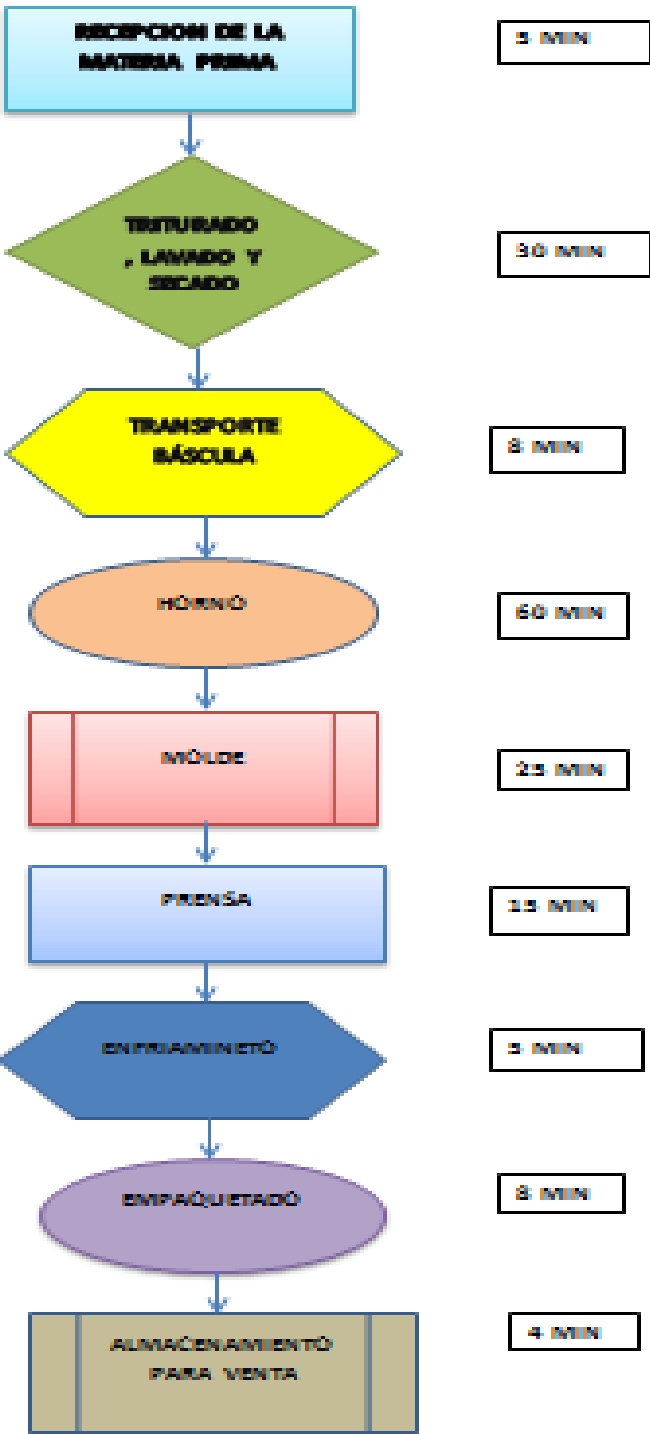 RECEPCION DE LA
MATERIA PRIMA
5 MIN
TRITURADO
, LAVADO Y
SECADO
30 MIN
TRANSPORTE
BÁSCULA
8 MIN
HORNO
60 MIN
MOLDE
25 MIN
PRENSA
15 MIN
ENFRIAMINETO
5 MIN
EMPAQUETADO
8 MIN
ALMACENAMIENTO
PARA VENTA
4 MIN